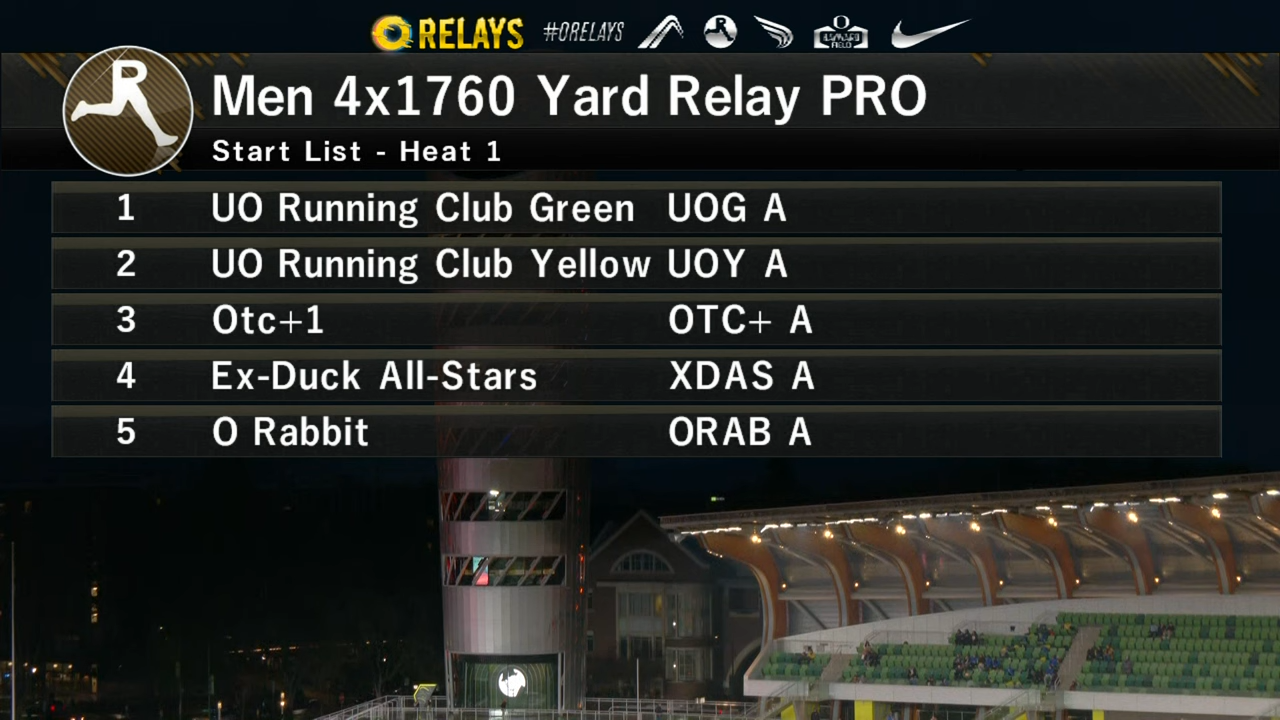 RELAYS #ORELAYS
Men 4x1760 Yard Relay PRO
Start List - Heat 1
1 UO Running Club Green UOG A
2 UO Running Club Yellow UOY A
3 Otc+1 OTC+ A
4 Ex-Duck All-Stars XDAS A
5 O Rabbit ORAB A